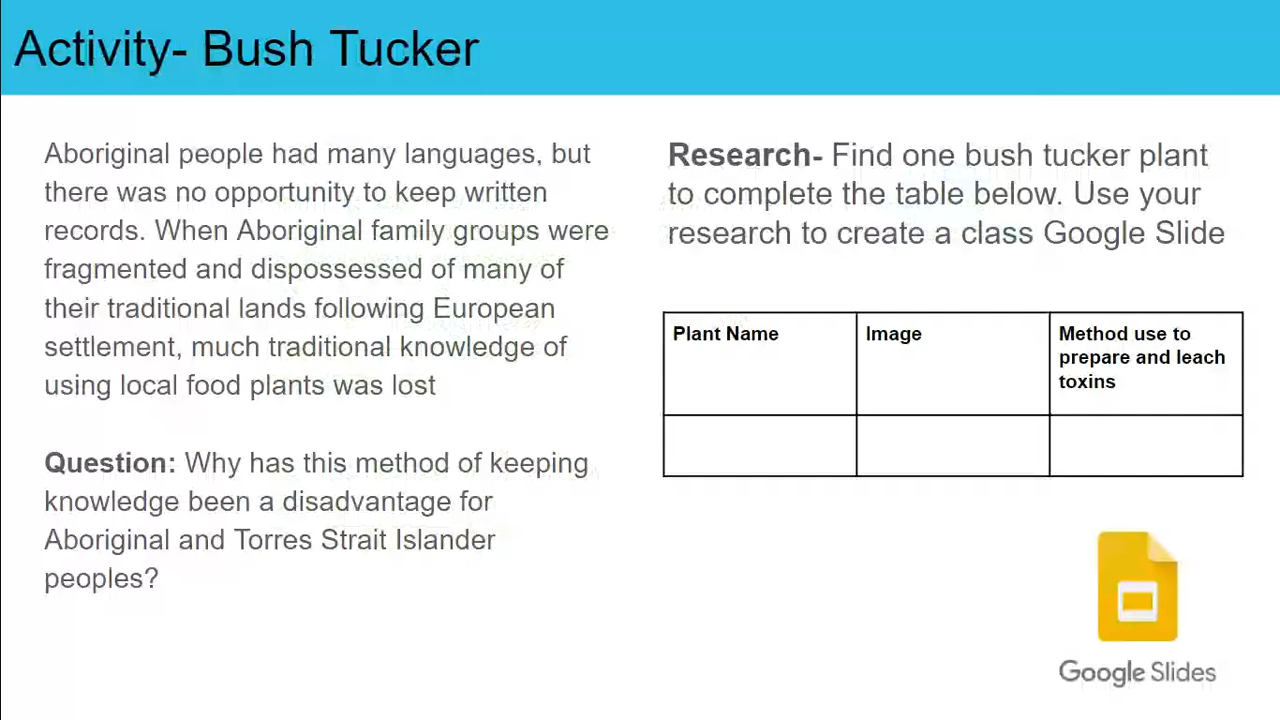 Activity- Bush Tucker
Aboriginal people had many languages, but
there was no opportunity to keep written
records. When Aboriginal family groups were
fragmented and dispossessed of many of
their traditional lands following European
settlement, much traditional knowledge of
using local food plants was lost
Question: Why has this method of keeping
knowledge been a disadvantage for
Aboriginal and Torres Strait Islander
peoples?
Research- Find one bush tucker plant
to complete the table below. Use your
research to create a class Google Slide
Plant Name
Image
Method use to
prepare and leach
toxins
Google Slides